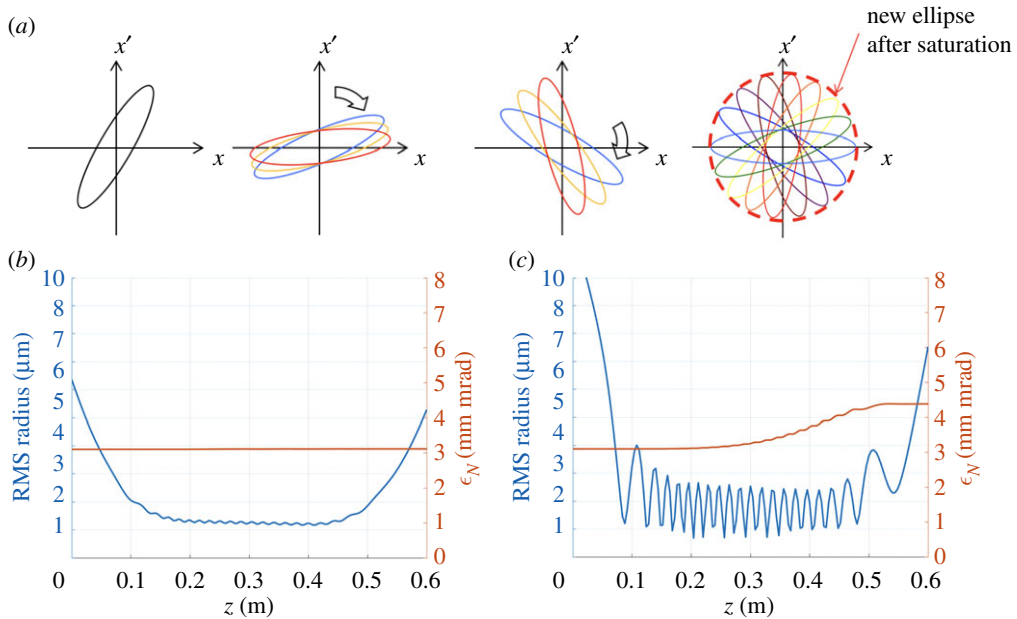 (a)
new ellipse
after saturation
x′
x′
x′
x′
x
x
x
x
(b)
(c)
10
9
8
7
6
5
4
3
2
1
0
RMS radius (µm)
8
7
6
5
4
3
2
1
0
ϵN (mm mrad)
0.1
0.2
0.3
0.4
0.5
0.6
z (m)
10
9
8
7
6
5
4
3
2
1
0
RMS radius (µm)
8
7
6
5
4
3
2
1
0
ϵN (mm mrad)
0.1
0.2
0.3
0.4
0.5
0.6
z (m)